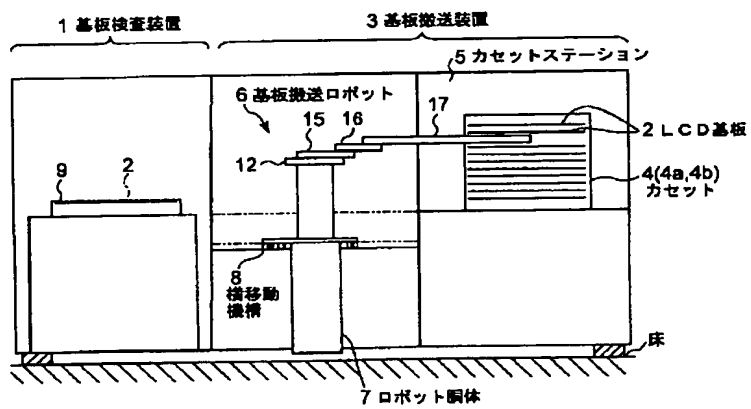 1 基板検査装置
3 基板搬送装置
5 カセットステーション
6 基板搬送ロボット
15
16
17
12
2 LCD基板
4(4a,4b)
カセット
9
2
8
横移動
機構
床
7 ロボット胴体